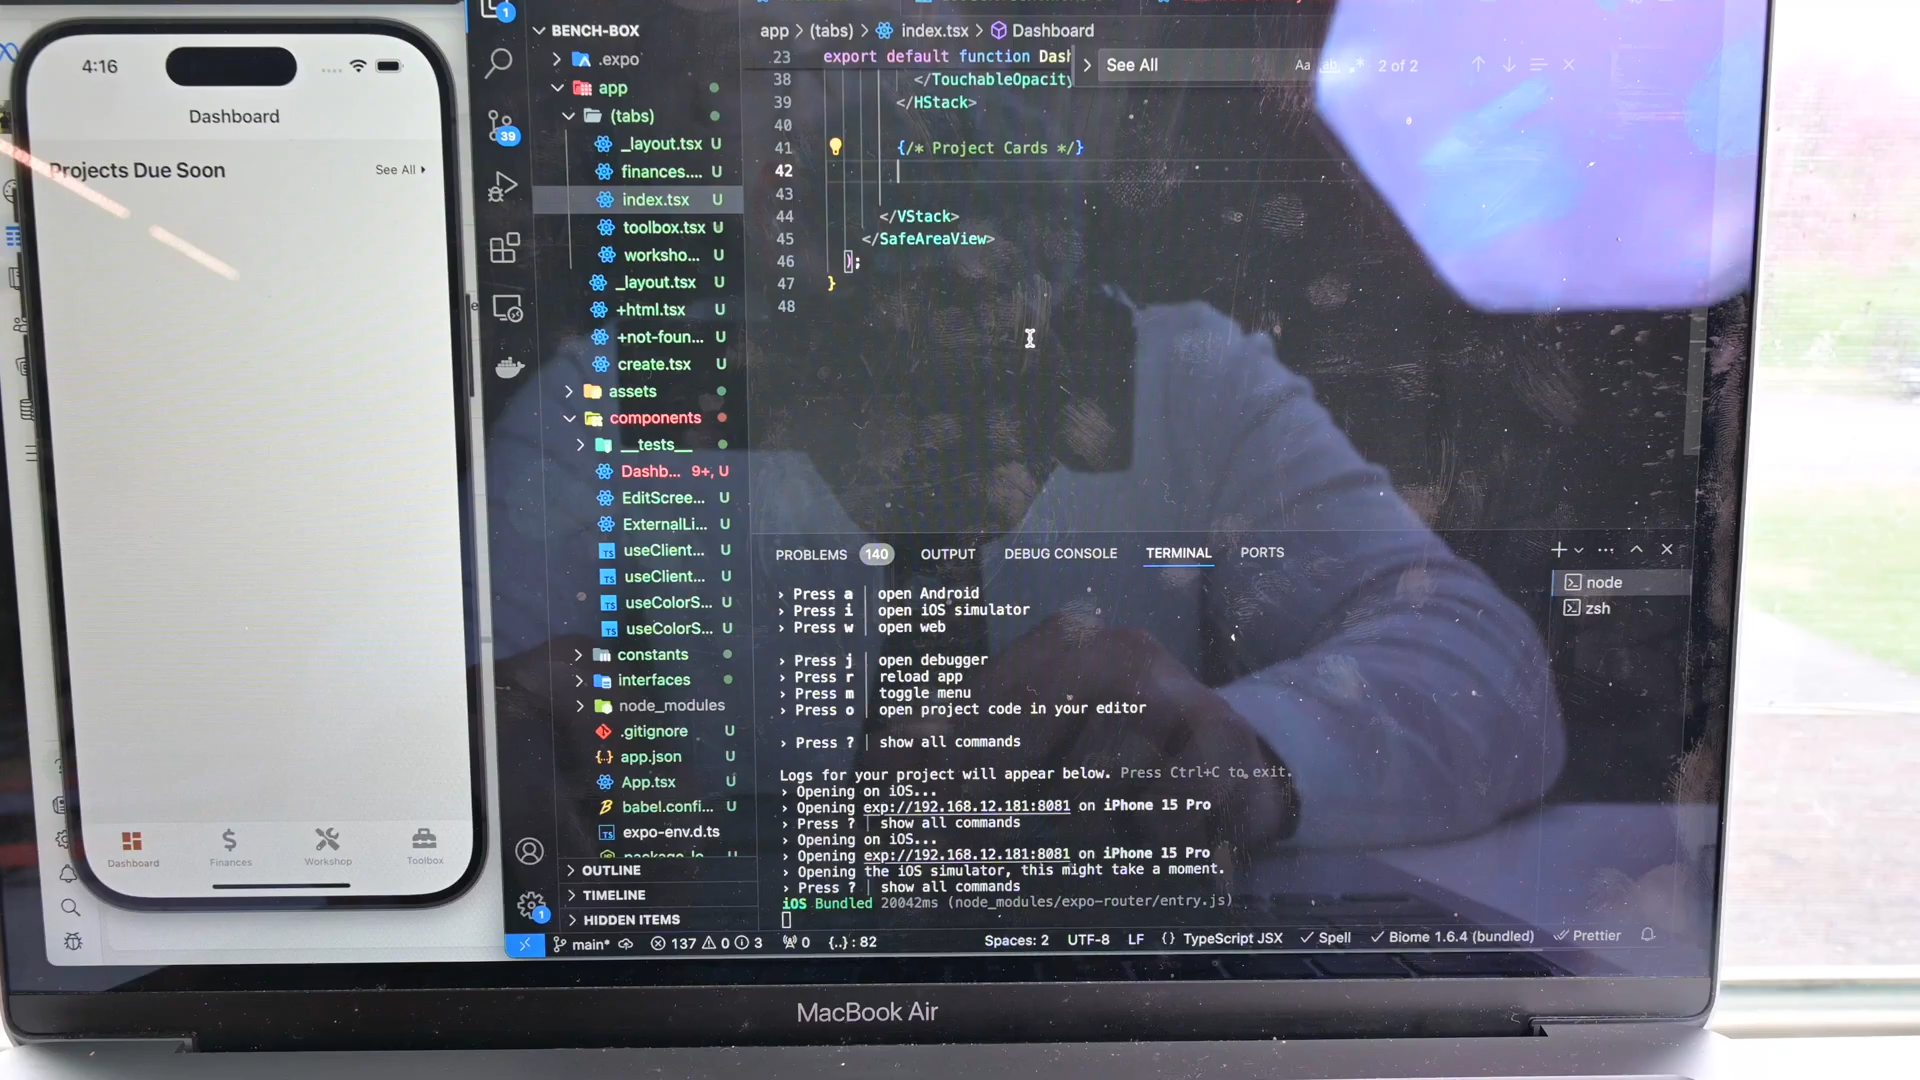 4:16
Dashboard
Projects Due Soon
See All
Dashboard
Finances
Workshop
Toolbox
1
39
1
BENCH-BOX
.expo
app
(tabs)
_layout.tsx U
finances.... U
index.tsx U
toolbox.tsx U
worksho... U
_layout.tsx U
+html.tsx U
+not-foun... U
create.tsx U
assets
components
__tests__
Dashb... 9+, U
EditScree... U
ExternalLi... U
useClient... U
useClient... U
useColorS... U
useColorS... U
constants
interfaces
node_modules
.gitignore U
app.json U
App.tsx U
babel.confi... U
expo-env.d.ts
OUTLINE
TIMELINE
HIDDEN ITEMS
app > (tabs) > index.tsx > Dashboard
See All Aa ab .* 2 of 2
23 export default function Dash
38 </TouchableOpacity
39 </HStack>
40
41 {/* Project Cards */}
42
43
44 </VStack>
45 </SafeAreaView>
46 );
47 }
48
PROBLEMS 140 OUTPUT DEBUG CONSOLE TERMINAL PORTS
node
zsh
› Press a │ open Android
› Press i │ open iOS simulator
› Press w │ open web
› Press j │ open debugger
› Press r │ reload app
› Press m │ toggle menu
› Press o │ open project code in your editor
› Press ? │ show all commands
Logs for your project will appear below. Press Ctrl+C to exit.
› Opening on iOS...
› Opening exp://192.168.12.181:8081 on iPhone 15 Pro
› Press ? │ show all commands
› Opening on iOS...
› Opening exp://192.168.12.181:8081 on iPhone 15 Pro
› Opening the iOS simulator, this might take a moment.
› Press ? │ show all commands
iOS Bundled 20042ms (node_modules/expo-router/entry.js)
main* 137 0 3 0 {..} : 82 Spaces: 2 UTF-8 LF {} TypeScript JSX Spell Biome 1.6.4 (bundled) Prettier
MacBook Air